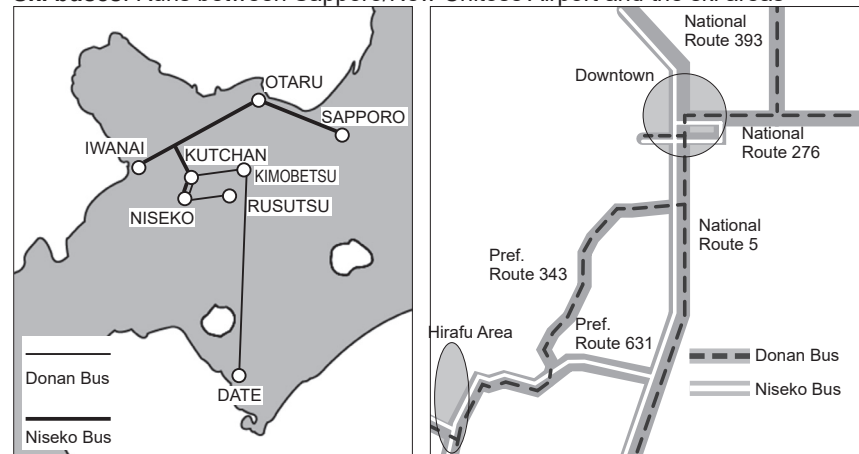 Ski buses: Runs between Sapporo/New Chitose Airport and the ski areas
OTARU
SAPPORO
IWANAI
KUTCHAN
KIMOBETSU
NISEKO
RUSUTSU
DATE
Donan Bus
Niseko Bus
National
Route 393
Downtown
National
Route 276
National
Route 5
Pref.
Route 343
Pref.
Route 631
Hirafu Area
Donan Bus
Niseko Bus